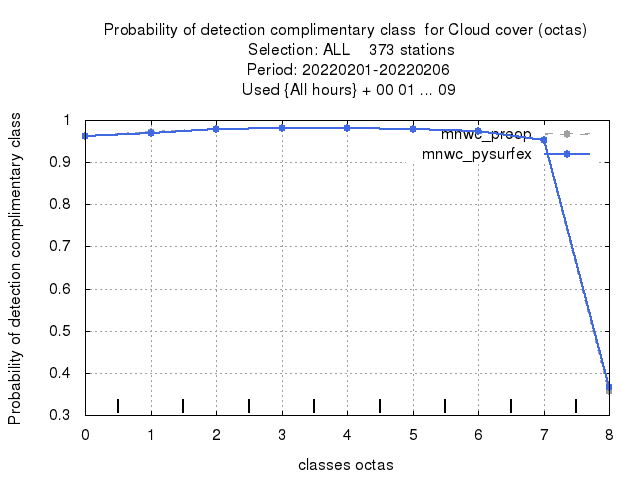 Probability of detection complimentary class  for Cloud cover (octas)
Selection: ALL    373 stations
Period: 20220201-20220206
Used {All hours} + 00 01 ... 09
Probability of detection complimentary class
1
0.9
0.8
0.7
0.6
0.5
0.4
0.3
mnwc_preop
mnwc_pysurfex
0 1 2 3 4 5 6 7 8
classes octas